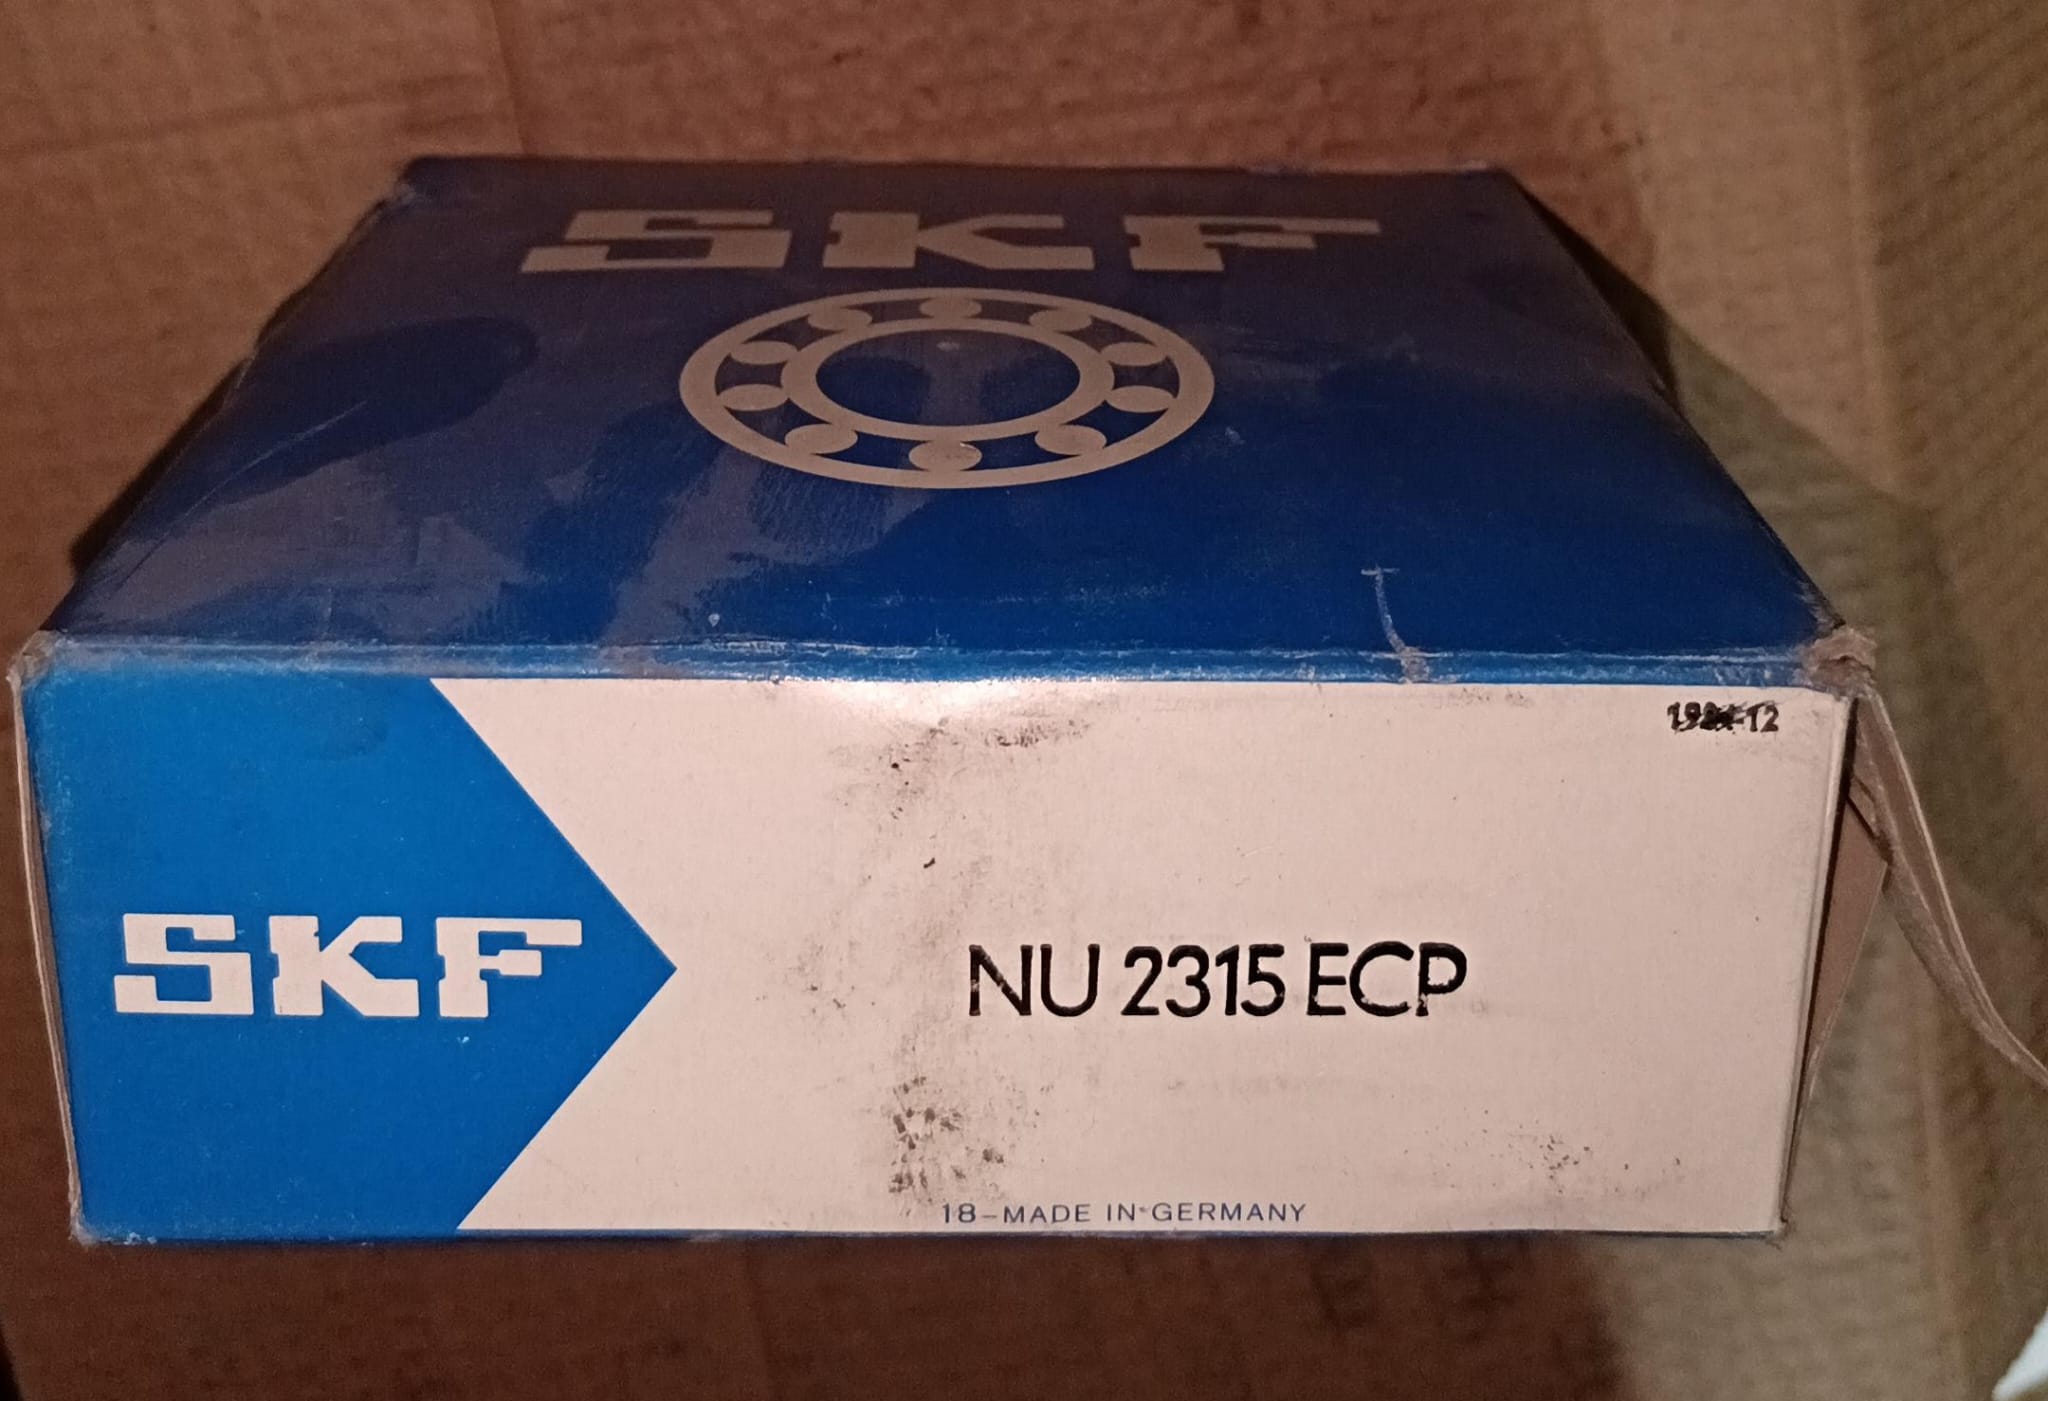 SKF
SKF
NU 2315 ECP
18-MADE IN GERMANY